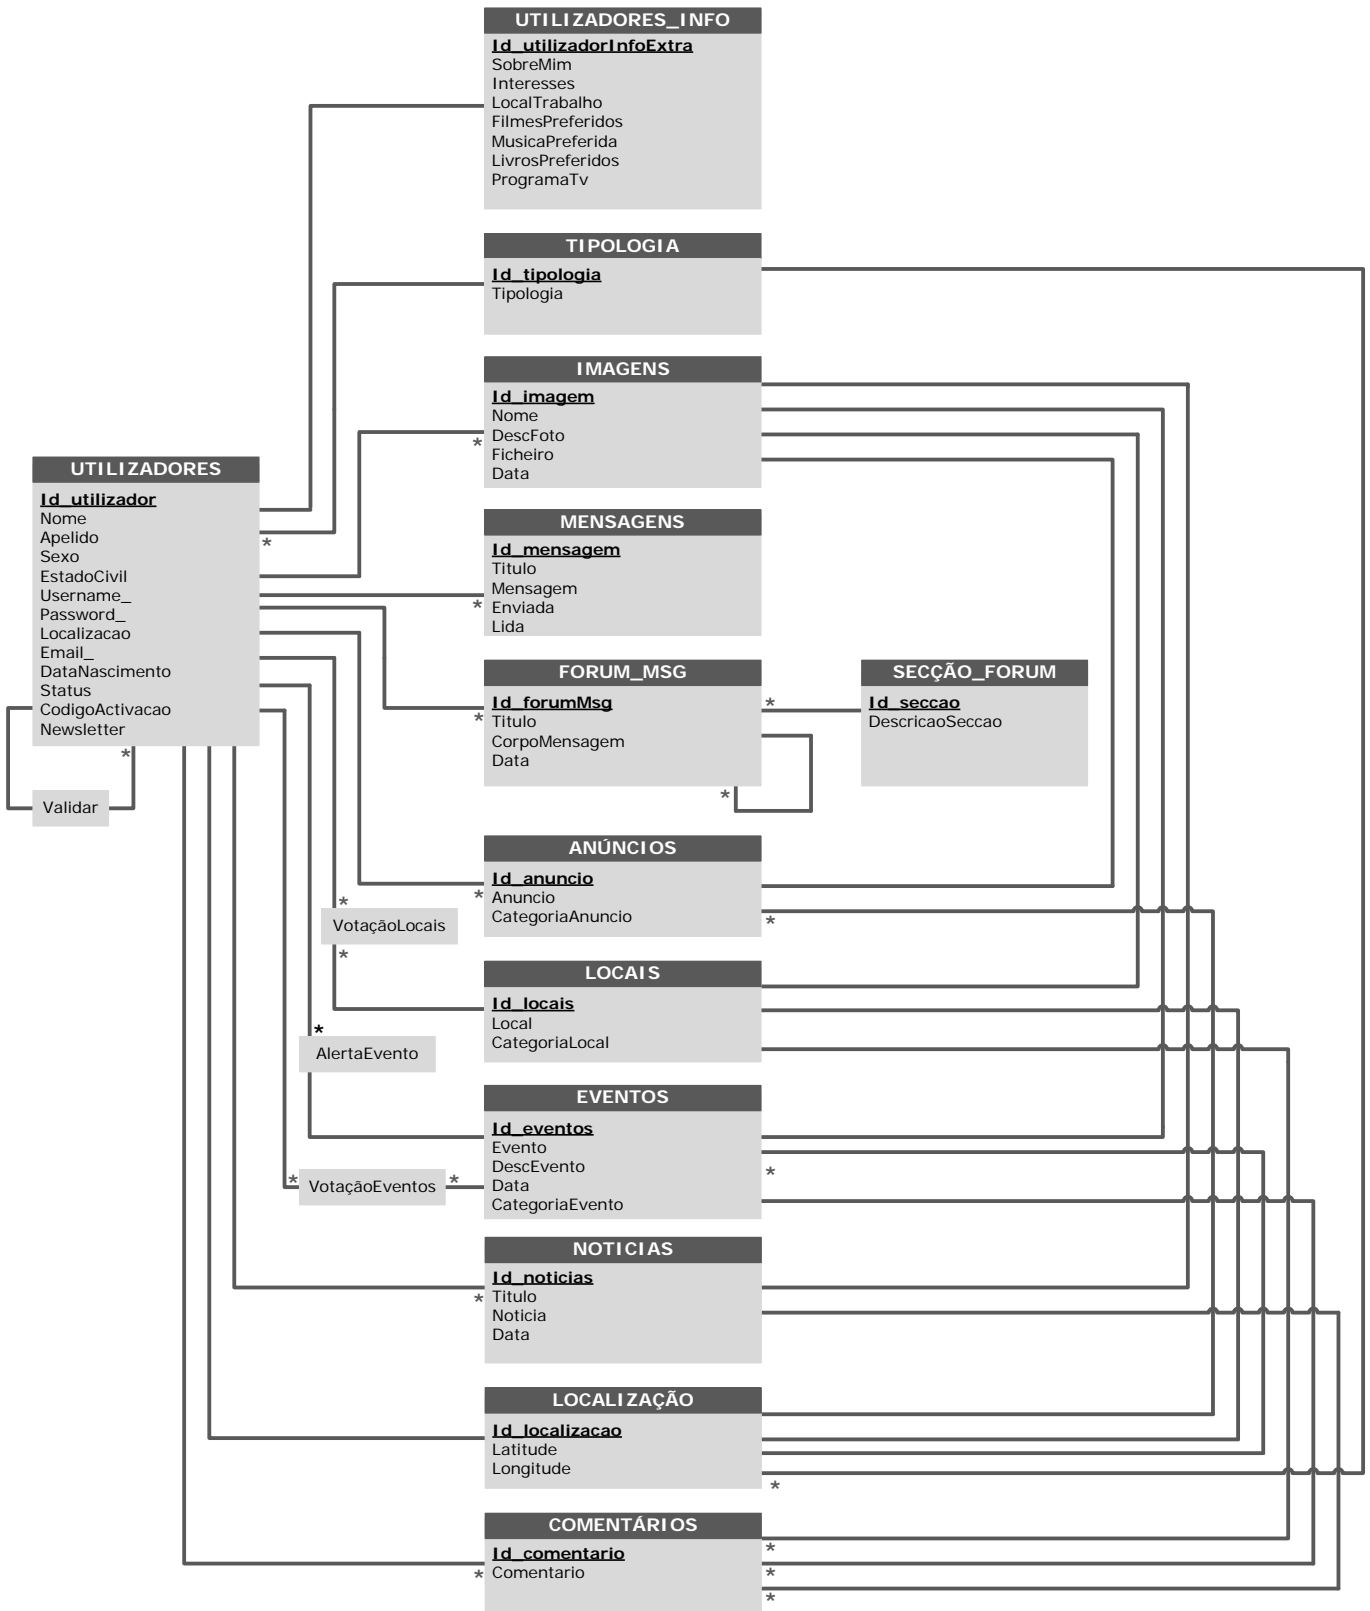 UTILIZADORES_INFO
Id_utilizadorInfoExtra
SobreMim
Interesses
LocalTrabalho
FilmesPreferidos
MusicaPreferida
LivrosPreferidos
ProgramaTv
TIPOLOGIA
Id_tipologia
Tipologia
IMAGENS
Id_imagem
Nome
DescFoto
*
Ficheiro
Data
UTILIZADORES
Id_utilizador
Nome
Apelido
*
Sexo
EstadoCivil
Username_
Password_
Localizacao
Email_
DataNascimento
Status
CodigoActivacao
Newsletter
*
Validar
MENSAGENS
Id_mensagem
Titulo
Mensagem
* Enviada
Lida
FORUM_MSG
Id_forumMsg
*
* Titulo
CorpoMensagem
Data
*
SECÇÃO_FORUM
Id_seccao
DescricaoSeccao
ANÚNCIOS
Id_anuncio
* Anuncio
CategoriaAnuncio
*
*
VotaçãoLocais
*
LOCAIS
Id_locais
Local
CategoriaLocal
*
AlertaEvento
EVENTOS
Id_eventos
Evento
DescEvento
*
Data
CategoriaEvento
* VotaçãoEventos *
NOTICIAS
Id_noticias
* Titulo
Noticia
Data
LOCALIZAÇÃO
Id_localizacao
Latitude
Longitude
*
COMENTÁRIOS
Id_comentario
*
* Comentario
*
*